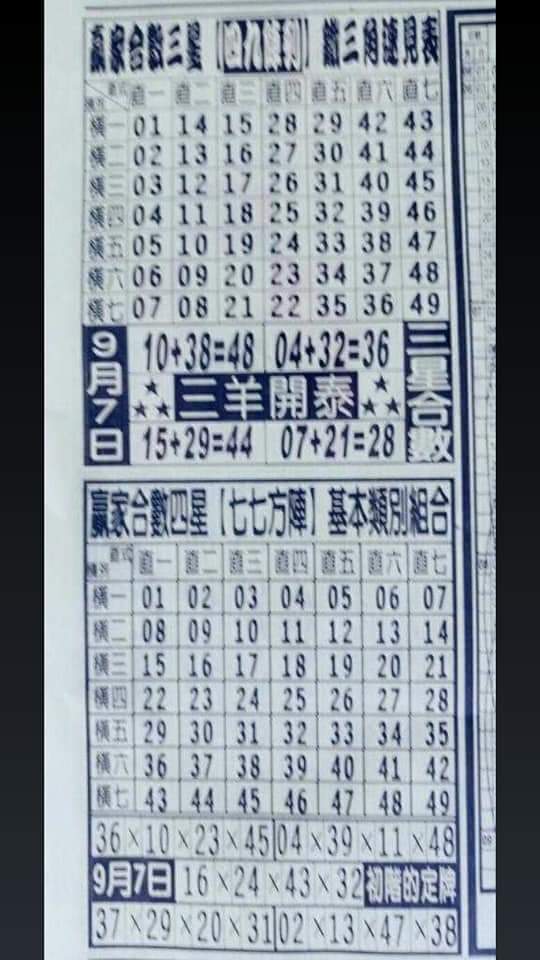 贏家合數三星【四九陣列】鐵三角速見表
橫列 直式 直一 直二 直三 直四 直五 直六 直七
橫一 01 14 15 28 29 42 43
橫二 02 13 16 27 30 41 44
橫三 03 12 17 26 31 40 45
橫四 04 11 18 25 32 39 46
橫五 05 10 19 24 33 38 47
橫六 06 09 20 23 34 37 48
橫七 07 08 21 22 35 36 49
9月7日
10+38=48 04+32=36
★★★ 三羊開泰 ★★★
15+29=44 07+21=28
三星合數
贏家合數四星【七七方陣】基本類別組合
橫列 直式 直一 直二 直三 直四 直五 直六 直七
橫一 01 02 03 04 05 06 07
橫二 08 09 10 11 12 13 14
橫三 15 16 17 18 19 20 21
橫四 22 23 24 25 26 27 28
橫五 29 30 31 32 33 34 35
橫六 36 37 38 39 40 41 42
橫七 43 44 45 46 47 48 49
36×10×23×45 04×39×11×48
9月7日 16×24×43×32 初階的定牌
37×29×20×31 02×13×47×38